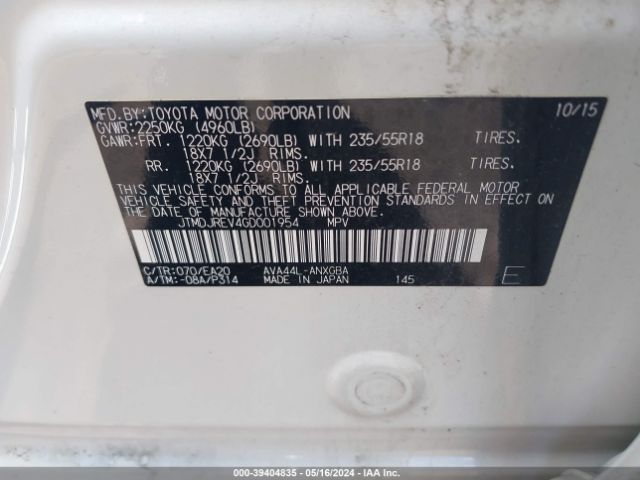 MFD.BY:TOYOTA MOTOR CORPORATION 10/15
GVWR:2250KG (4960LB)
GAWR:FRT. 1220KG (2690LB) WITH 235/55R18 TIRES.
18X7 1/2J RIMS.
RR. 1220KG (2690LB) WITH 235/55R18 TIRES.
18X7 1/2J RIMS.
THIS VEHICLE CONFORMS TO ALL APPLICABLE FEDERAL MOTOR
VEHICLE SAFETY AND THEFT PREVENTION STANDARDS IN EFFECT ON
THE DATE OF MANUFACTURE SHOWN ABOVE.
JTMDJREV4GD001954 MPV
C/TR:070/EA20 AVA44L-ANXGBA
A/TM:-08A/P314 MADE IN JAPAN 145 E
000-39404835 - 05/16/2024 - IAA Inc.